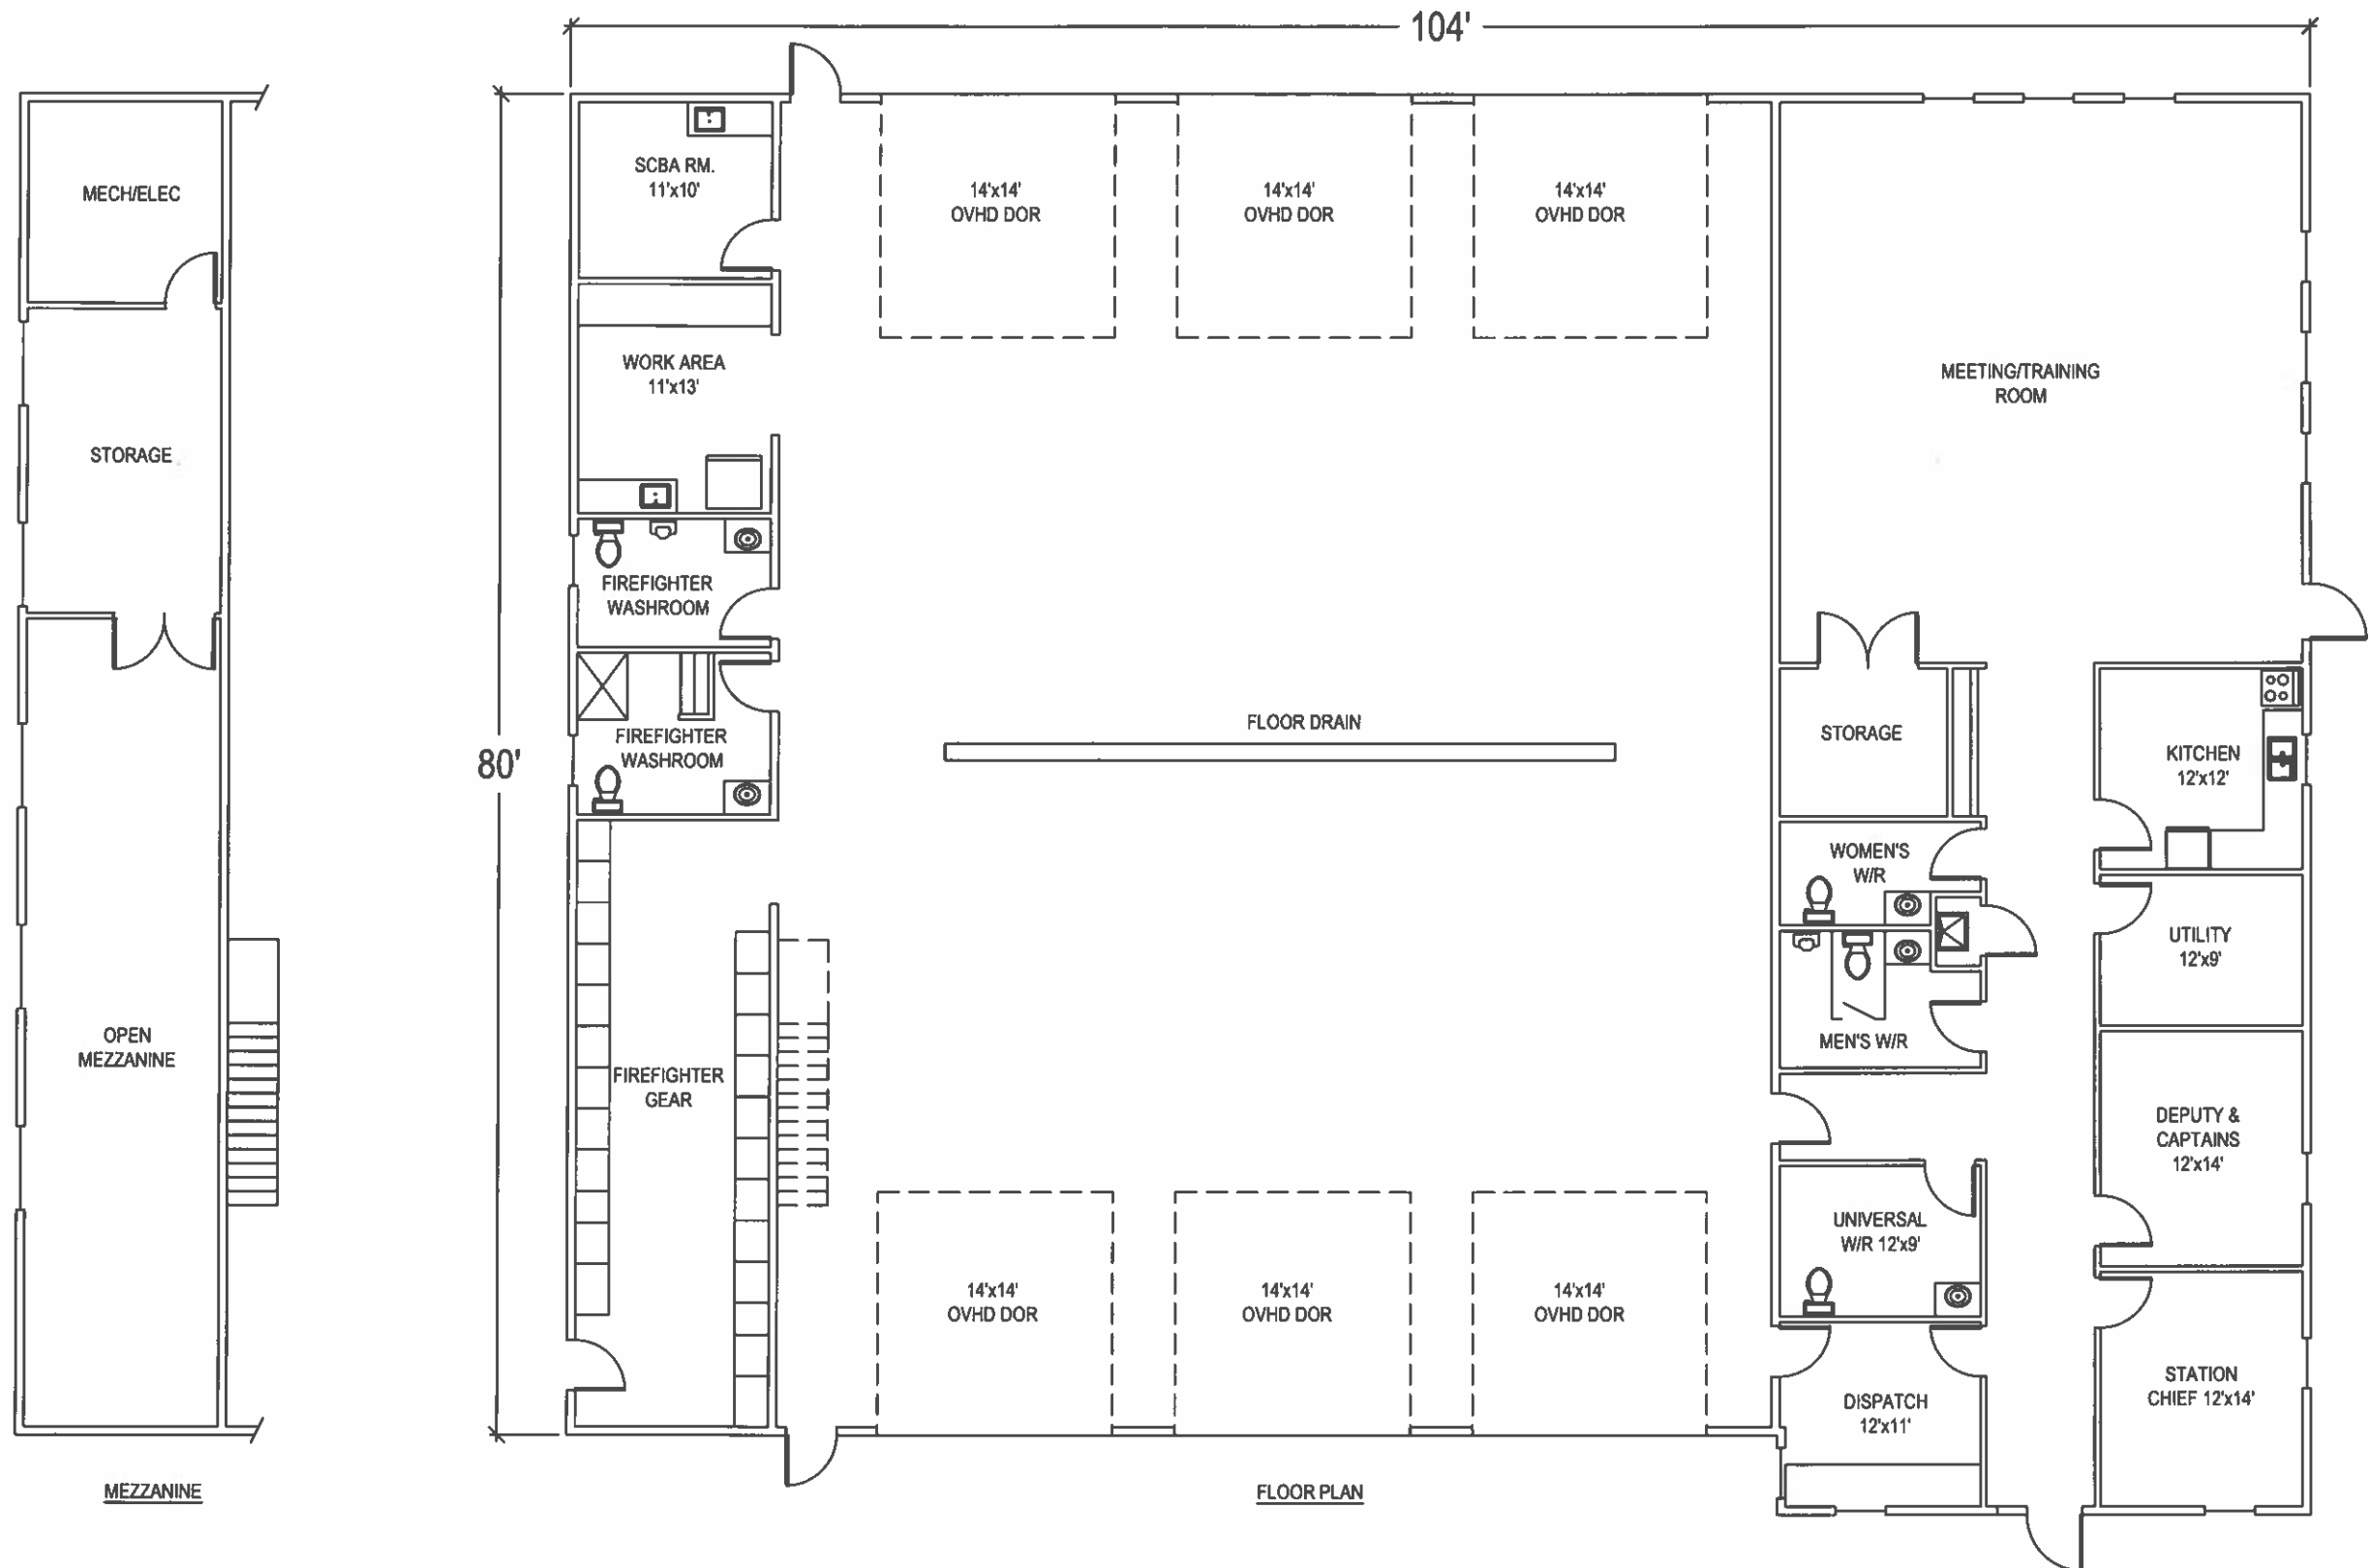 104'
MECH/ELEC
STORAGE
OPEN
MEZZANINE
MEZZANINE
80'
SCBA RM.
11'x10'
WORK AREA
11'x13'
FIREFIGHTER
WASHROOM
FIREFIGHTER
WASHROOM
FIREFIGHTER
GEAR
14'x14'
OVHD DOR
14'x14'
OVHD DOR
14'x14'
OVHD DOR
FLOOR DRAIN
14'x14'
OVHD DOR
14'x14'
OVHD DOR
14'x14'
OVHD DOR
FLOOR PLAN
MEETING/TRAINING
ROOM
STORAGE
KITCHEN
12'x12'
WOMEN'S
W/R
UTILITY
12'x9'
MEN'S W/R
DEPUTY &
CAPTAINS
12'x14'
UNIVERSAL
W/R 12'x9'
STATION
CHIEF 12'x14'
DISPATCH
12'x11'